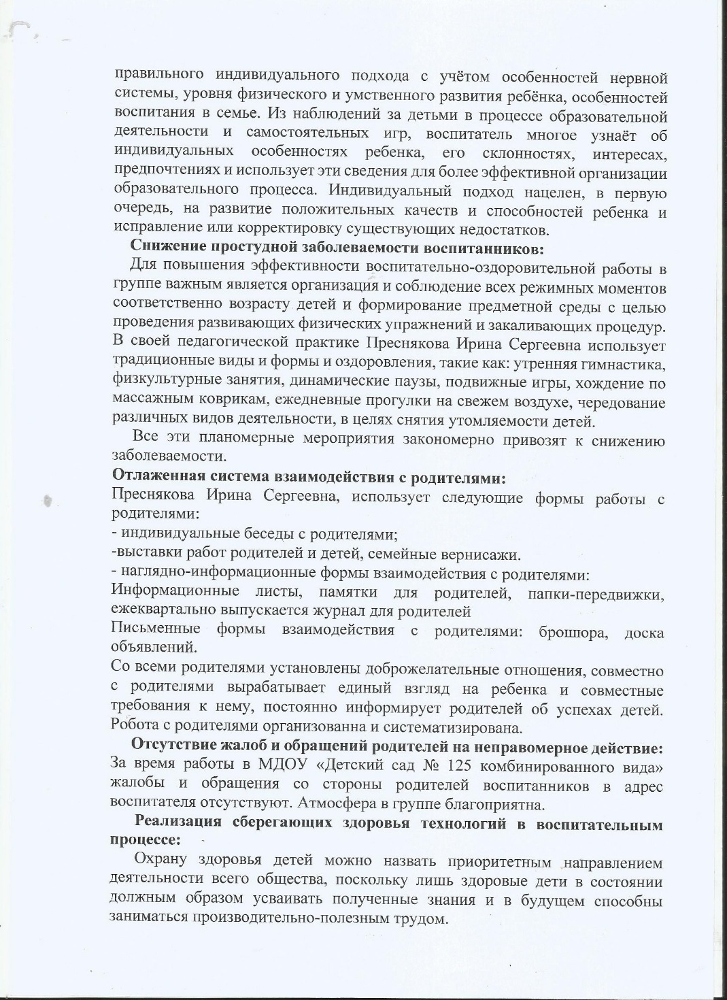 правильного индивидуального подхода с учётом особенностей нервной
системы, уровня физического и умственного развития ребёнка, особенностей
воспитания в семье. Из наблюдений за детьми в процессе образовательной
деятельности и самостоятельных игр, воспитатель многое узнаёт об
индивидуальных особенностях ребенка, его склонностях, интересах,
предпочтениях и использует эти сведения для более эффективной организации
образовательного процесса. Индивидуальный подход нацелен, в первую
очередь, на развитие положительных качеств и способностей ребенка и
исправление или корректировку существующих недостатков.
Снижение простудной заболеваемости воспитанников:
Для повышения эффективности воспитательно-оздоровительной работы в
группе важным является организация и соблюдение всех режимных моментов
соответственно возрасту детей и формирование предметной среды с целью
проведения развивающих физических упражнений и закаливающих процедур.
В своей педагогической практике Преснякова Ирина Сергеевна использует
традиционные виды и формы и оздоровления, такие как: утренняя гимнастика,
физкультурные занятия, динамические паузы, подвижные игры, хождение по
массажным коврикам, ежедневные прогулки на свежем воздухе, чередование
различных видов деятельности, в целях снятия утомляемости детей.
Все эти планомерные мероприятия закономерно привозят к снижению
заболеваемости.
Отлаженная система взаимодействия с родителями:
Преснякова Ирина Сергеевна, использует следующие формы работы с
родителями:
- индивидуальные беседы с родителями;
-выставки работ родителей и детей, семейные вернисажи.
- наглядно-информационные формы взаимодействия с родителями:
Информационные листы, памятки для родителей, папки-передвижки,
ежеквартально выпускается журнал для родителей
Письменные формы взаимодействия с родителями: брошюра, доска
объявлений.
Со всеми родителями установлены доброжелательные отношения, совместно
с родителями вырабатывает единый взгляд на ребенка и совместные
требования к нему, постоянно информирует родителей об успехах детей.
Робота с родителями организованна и систематизирована.
Отсутствие жалоб и обращений родителей на неправомерное действие:
За время работы в МДОУ «Детский сад № 125 комбинированного вида»
жалобы и обращения со стороны родителей воспитанников в адрес
воспитателя отсутствуют. Атмосфера в группе благоприятна.
Реализация сберегающих здоровья технологий в воспитательным
процессе:
Охрану здоровья детей можно назвать приоритетным направлением
деятельности всего общества, поскольку лишь здоровые дети в состоянии
должным образом усваивать полученные знания и в будущем способны
заниматься производительно-полезным трудом.